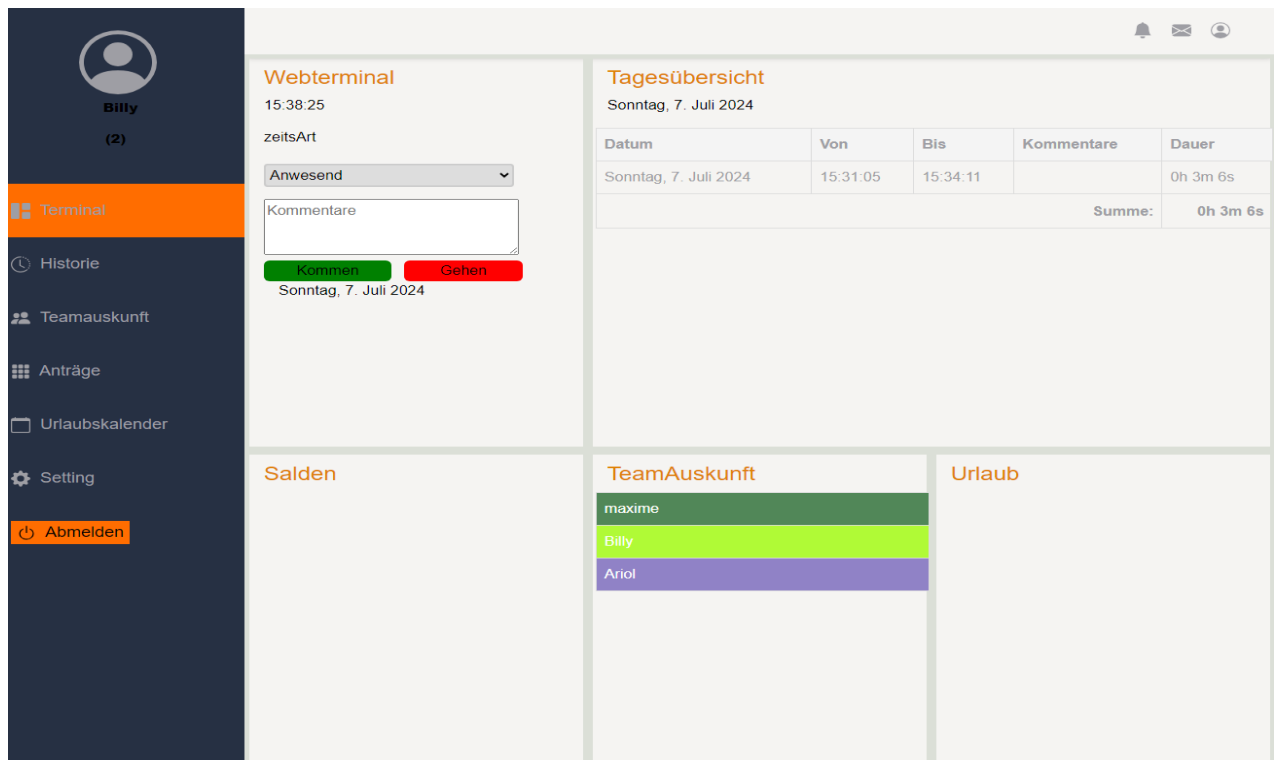 Billy
(2)
Terminal
Historie
Teamauskunft
Anträge
Urlaubskalender
Setting
Abmelden
Webterminal
15:38:25
zeitsArt
Anwesend
Kommentare
Kommen Gehen
Sonntag, 7. Juli 2024
Tagesübersicht
Sonntag, 7. Juli 2024
Datum Von Bis Kommentare Dauer
Sonntag, 7. Juli 2024 15:31:05 15:34:11 0h 3m 6s
Summe: 0h 3m 6s
Salden
TeamAuskunft
maxime
Billy
Ariol
Urlaub